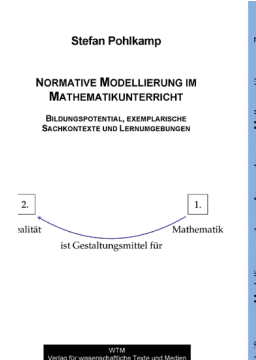 Stefan Pohlkamp
NORMATIVE MODELLIERUNG IM
MATHEMATIKUNTERRICHT
BILDUNGSPOTENTIAL, EXEMPLARISCHE
SACHKONTEXTE UND LERNUMGEBUNGEN
2. 1.
ealität Mathematik
ist Gestaltungsmittel für
WTM
Verlag für wissenschaftliche Texte und Medien